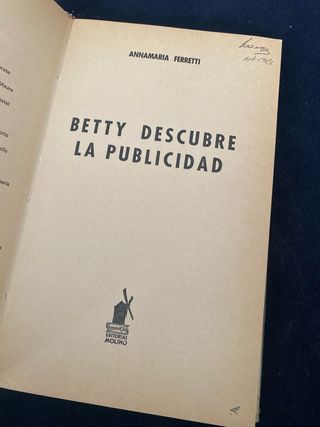 ANNAMARIA FERRETTI
BETTY DESCUBRE
LA PUBLICIDAD
EDITORIAL
MOLINO